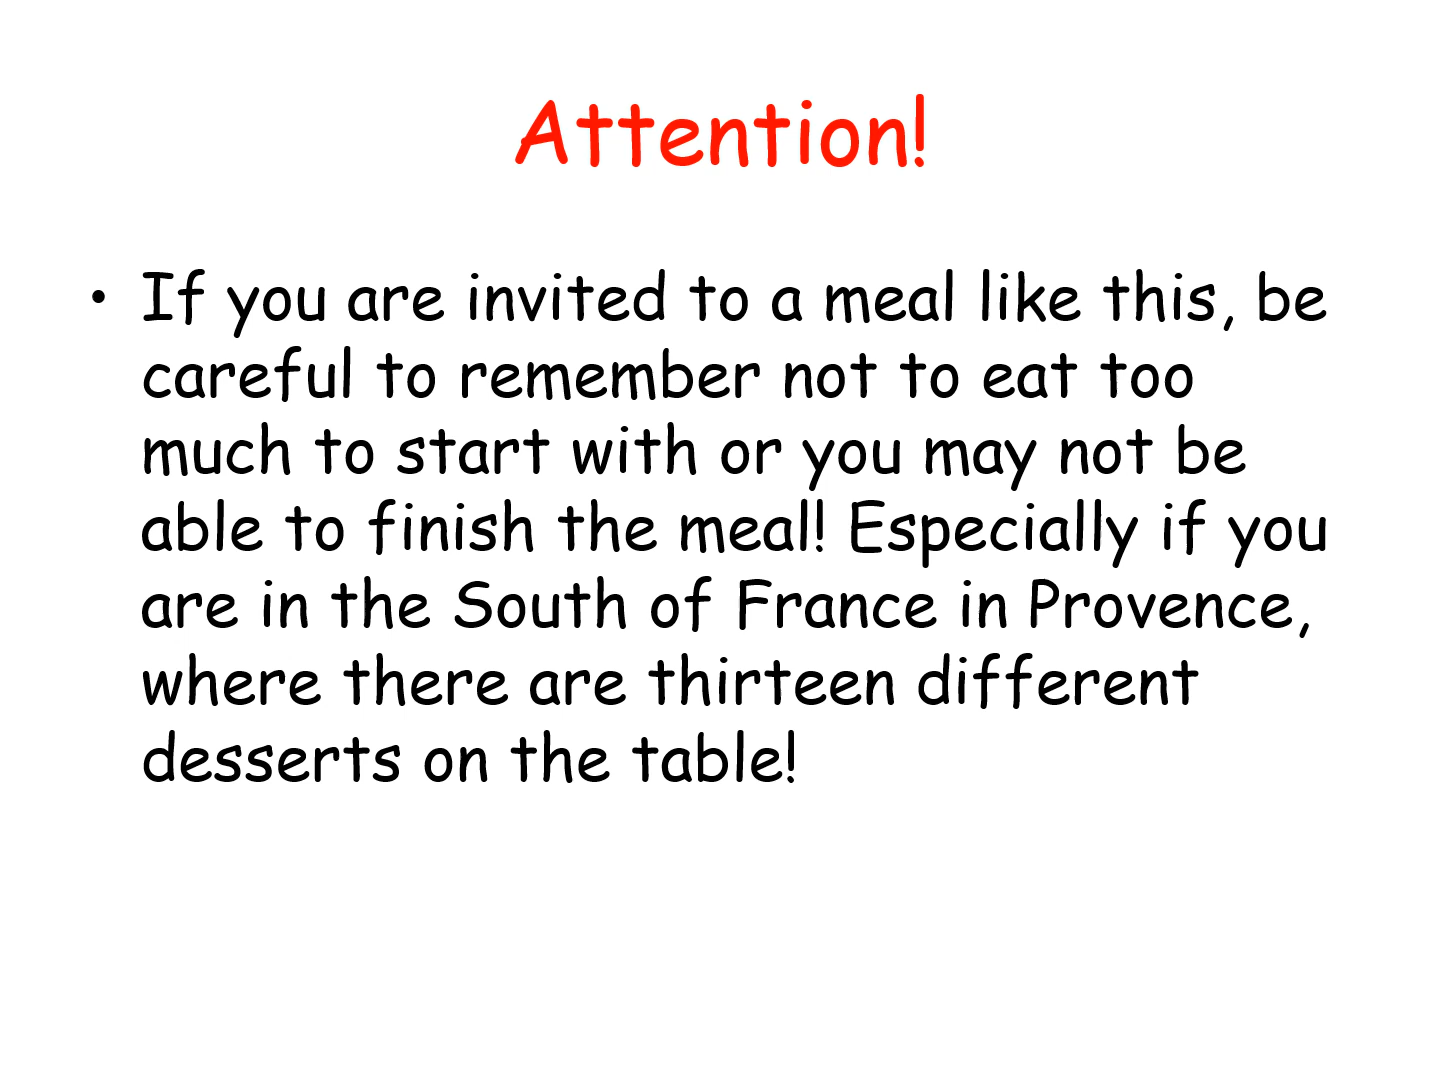 Attention!
• If you are invited to a meal like this, be
careful to remember not to eat too
much to start with or you may not be
able to finish the meal! Especially if you
are in the South of France in Provence,
where there are thirteen different
desserts on the table!